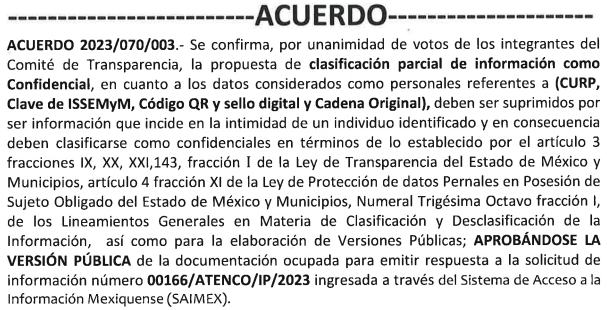 --------------------------ACUERDO----------------------
ACUERDO 2023/070/003.- Se confirma, por unanimidad de votos de los integrantes del
Comité de Transparencia, la propuesta de clasificación parcial de información como
Confidencial, en cuanto a los datos considerados como personales referentes a (CURP,
Clave de ISSEMyM, Código QR y sello digital y Cadena Original), deben ser suprimidos por
ser información que incide en la intimidad de un individuo identificado y en consecuencia
deben clasificarse como confidenciales en términos de lo establecido por el artículo 3
fracciones IX, XX, XXI,143, fracción I de la Ley de Transparencia del Estado de México y
Municipios, artículo 4 fracción XI de la Ley de Protección de datos Pernales en Posesión de
Sujeto Obligado del Estado de México y Municipios, Numeral Trigésima Octavo fracción I,
de los Lineamientos Generales en Materia de Clasificación y Desclasificación de la
Información, así como para la elaboración de Versiones Públicas; APROBÁNDOSE LA
VERSIÓN PÚBLICA de la documentación ocupada para emitir respuesta a la solicitud de
información número 00166/ATENCO/IP/2023 ingresada a través del Sistema de Acceso a la
Información Mexiquense (SAIMEX).